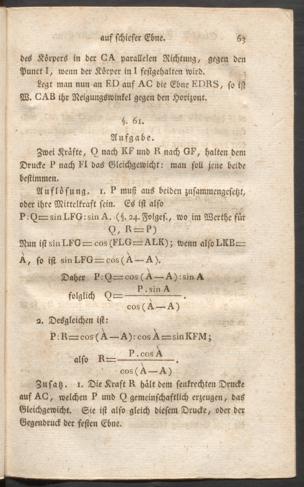 auf schiefer Ebne. 63
des Körpers in der CA parallelen Richtung, gegen den
Punct I, wenn der Körper in I festgehalten wird.
Legt man nun an ED auf AC die Ebne EDRS, so ist
W. CAB ihr Neigungswinkel gegen den Horizont.
§. 61.
Aufgabe.
Zwei Kräfte, Q nach KF und R nach GF, halten dem
Drucke P nach FI das Gleichgewicht: man soll jene beide
bestimmen.
Auflösung. 1. P muß aus beiden zusammengesetzt,
oder ihre Mittelkraft sein. Es ist also
P:Q=sin LFG:sin A. (§. 24. Folges., wo im Werthe für
Q, R=P)
Nun ist sin LFG=cos(FLG=ALK); wenn also LKB=
À, so ist sin LFG=cos(À—A).
Daher P:Q=cos(À—A):sin A
folglich Q= P.sin A / cos(À—A) .
2. Desgleichen ist:
P:R=cos(À—A):cos À=sin KFM;
also R= P.cos À / cos(À—A) .
Zusatz. 1. Die Kraft R hält dem senkrechten Drucke
auf AC, welchen P und Q gemeinschaftlich erzeugen, das
Gleichgewicht. Sie ist also gleich diesem Drucke, oder der
Gegendruck der festen Ebne.